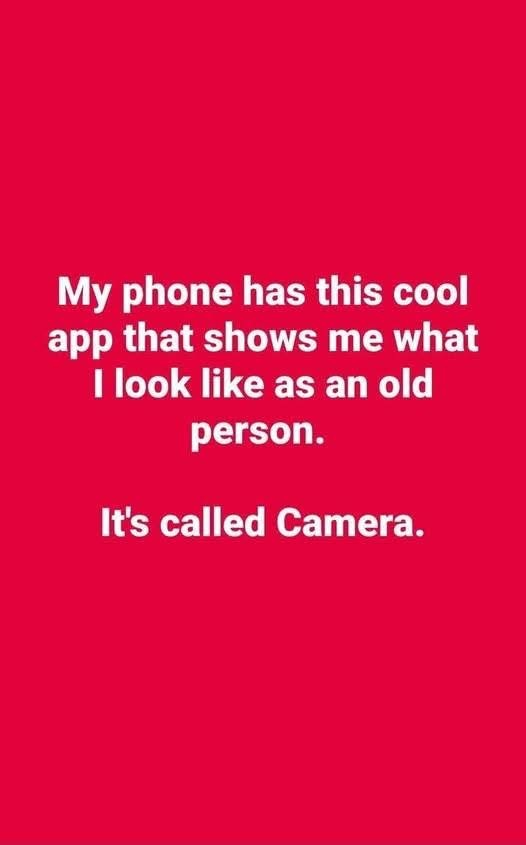 My phone has this cool
app that shows me what
I look like as an old
person.
It's called Camera.